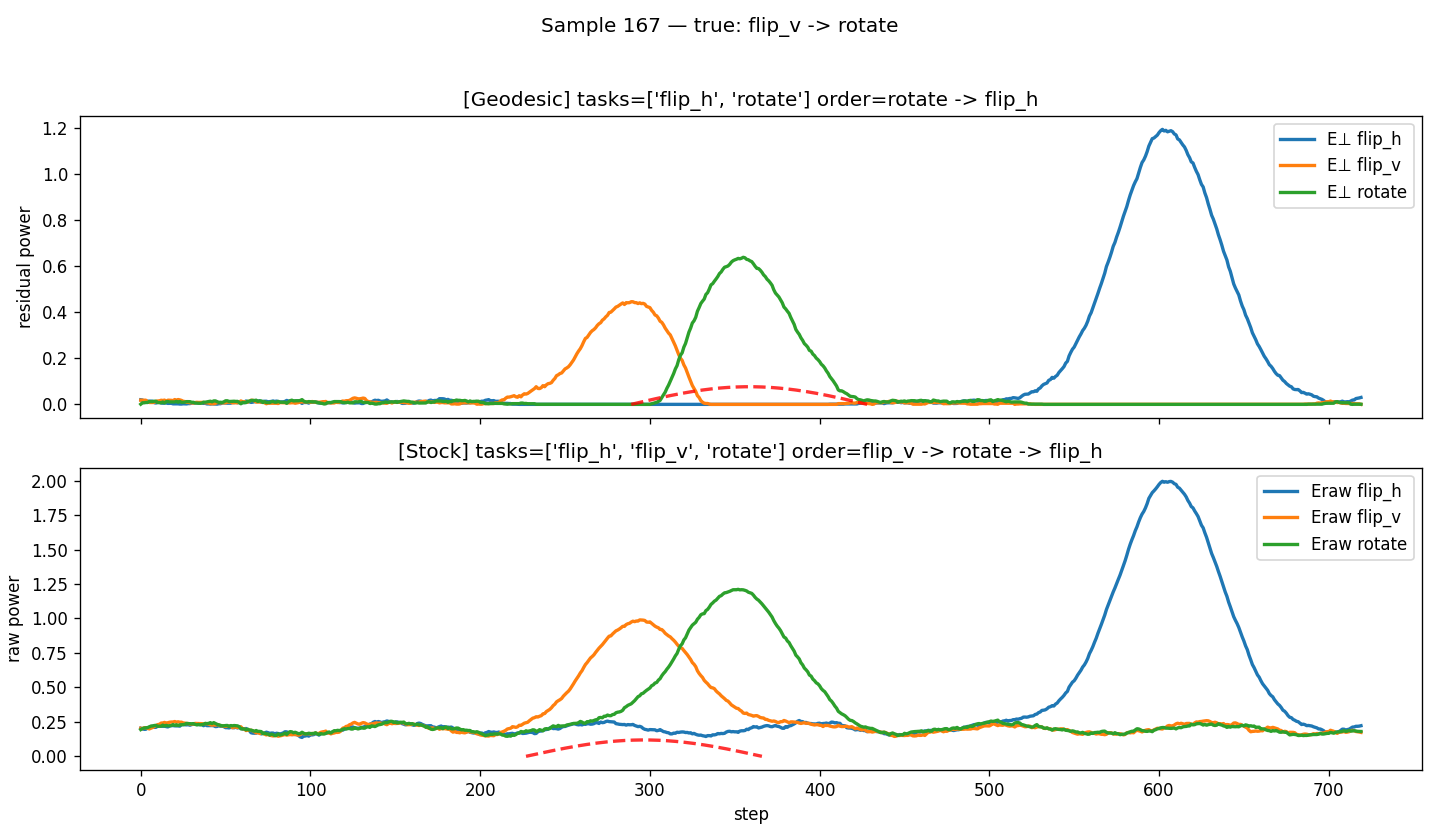 Sample 167 — true: flip_v -> rotate
[Geodesic] tasks=['flip_h', 'rotate'] order=rotate -> flip_h
residual power
1.2
1.0
0.8
0.6
0.4
0.2
0.0
E⊥ flip_h
E⊥ flip_v
E⊥ rotate
[Stock] tasks=['flip_h', 'flip_v', 'rotate'] order=flip_v -> rotate -> flip_h
raw power
2.00
1.75
1.50
1.25
1.00
0.75
0.50
0.25
0.00
Eraw flip_h
Eraw flip_v
Eraw rotate
0 100 200 300 400 500 600 700
step